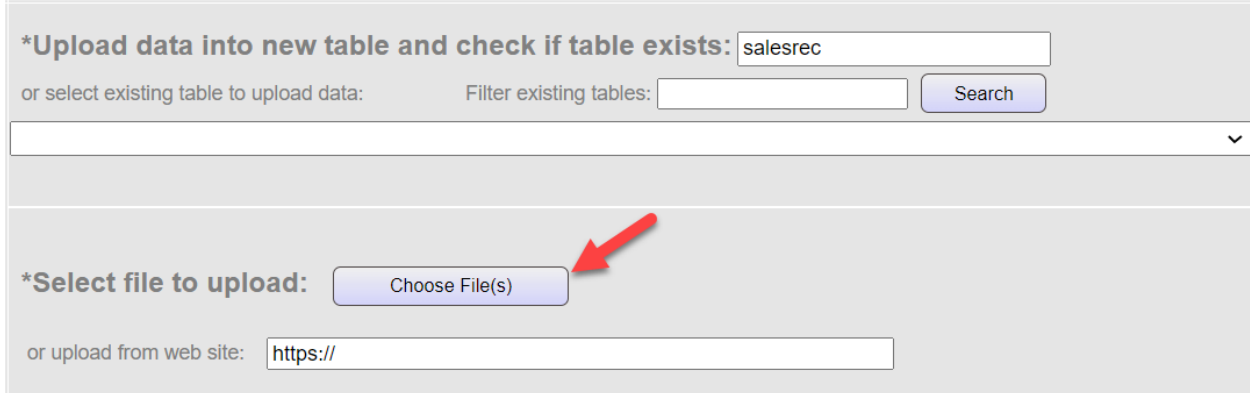 *Upload data into new table and check if table exists: salesrec
or select existing table to upload data: Filter existing tables: Search
*Select file to upload: Choose File(s)
or upload from web site: https://